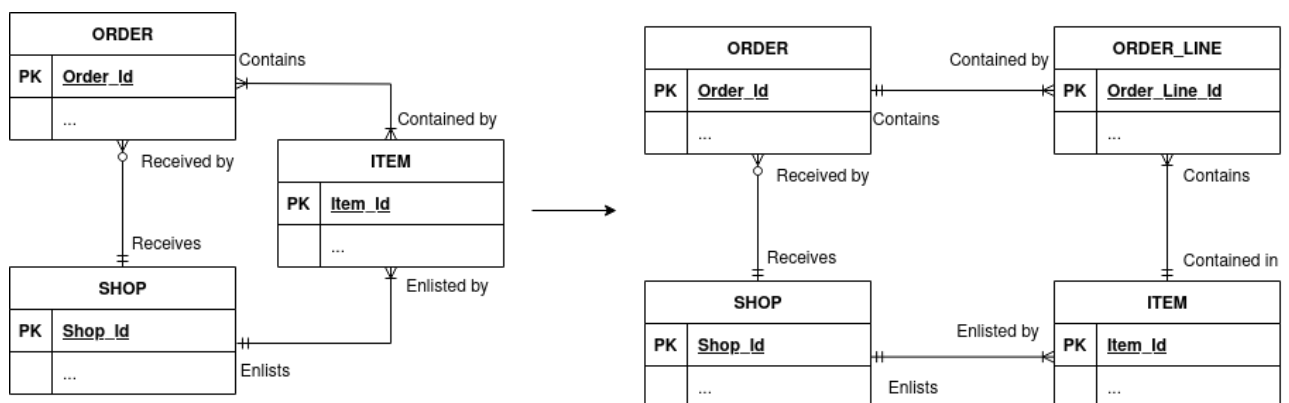 ORDER
PK Order_Id
...
Contains
Contained by
Received by
ITEM
PK Item_Id
...
Receives
Enlisted by
SHOP
PK Shop_Id
...
Enlists
ORDER
PK Order_Id
...
Contained by
Contains
ORDER_LINE
PK Order_Line_Id
...
Received by
Contains
Receives
Contained in
SHOP
PK Shop_Id
...
Enlisted by
Enlists
ITEM
PK Item_Id
...